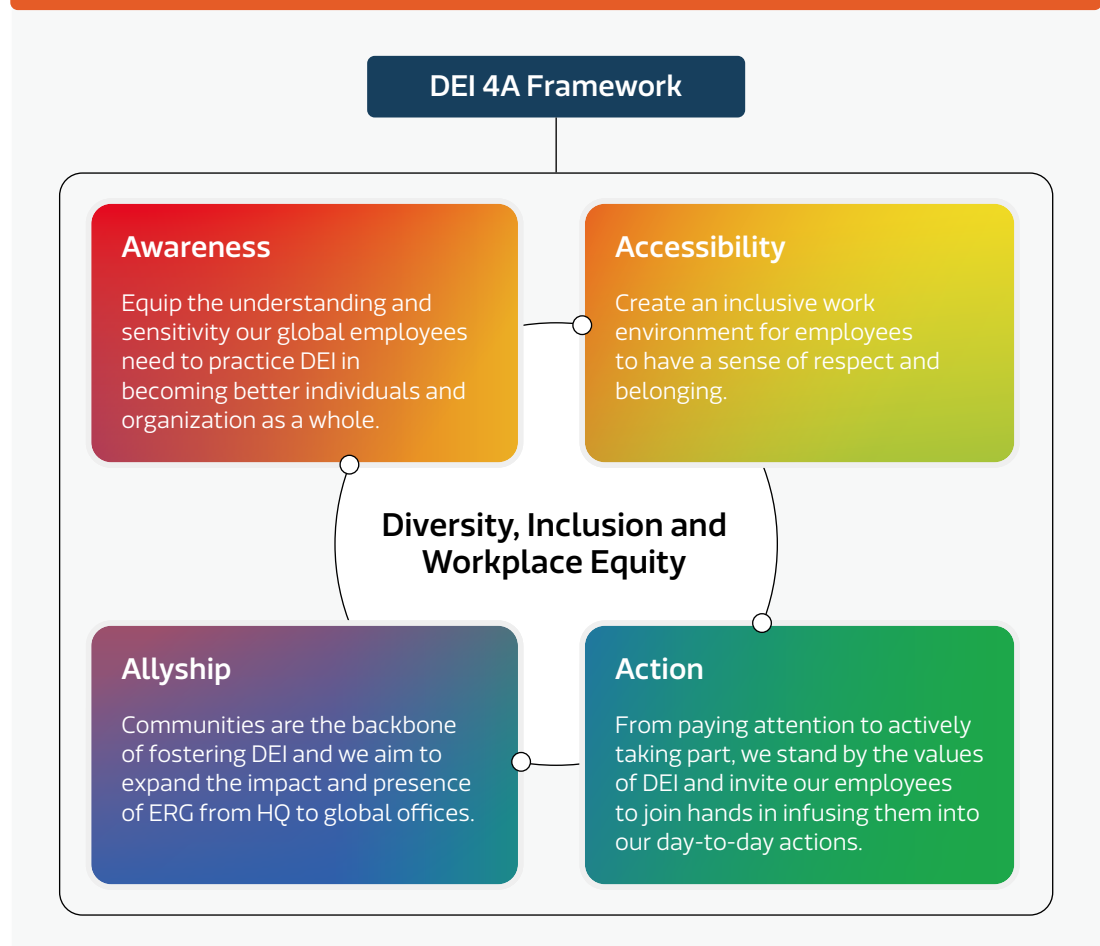 DEI 4A Framework
Awareness
Equip the understanding and
sensitivity our global employees
need to practice DEI in
becoming better individuals and
organization as a whole.
Accessibility
Create an inclusive work
environment for employees
to have a sense of respect and
belonging.
Diversity, Inclusion and
Workplace Equity
Allyship
Communities are the backbone
of fostering DEI and we aim to
expand the impact and presence
of ERG from HQ to global offices.
Action
From paying attention to actively
taking part, we stand by the values
of DEI and invite our employees
to join hands in infusing them into
our day-to-day actions.